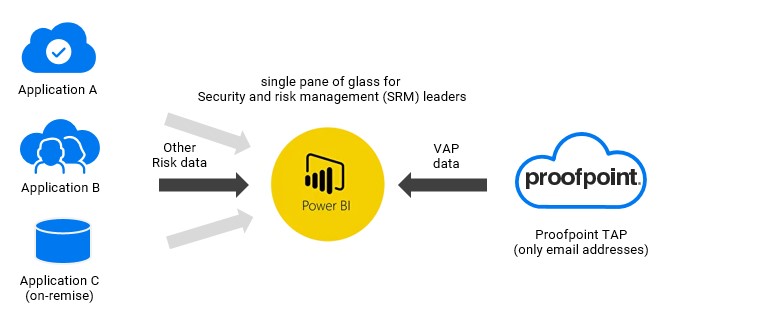 Application A
Application B
Application C
(on-remise)
Other
Risk data
single pane of glass for
Security and risk management (SRM) leaders
Power BI
VAP
data
proofpoint.
Proofpoint TAP
(only email addresses)